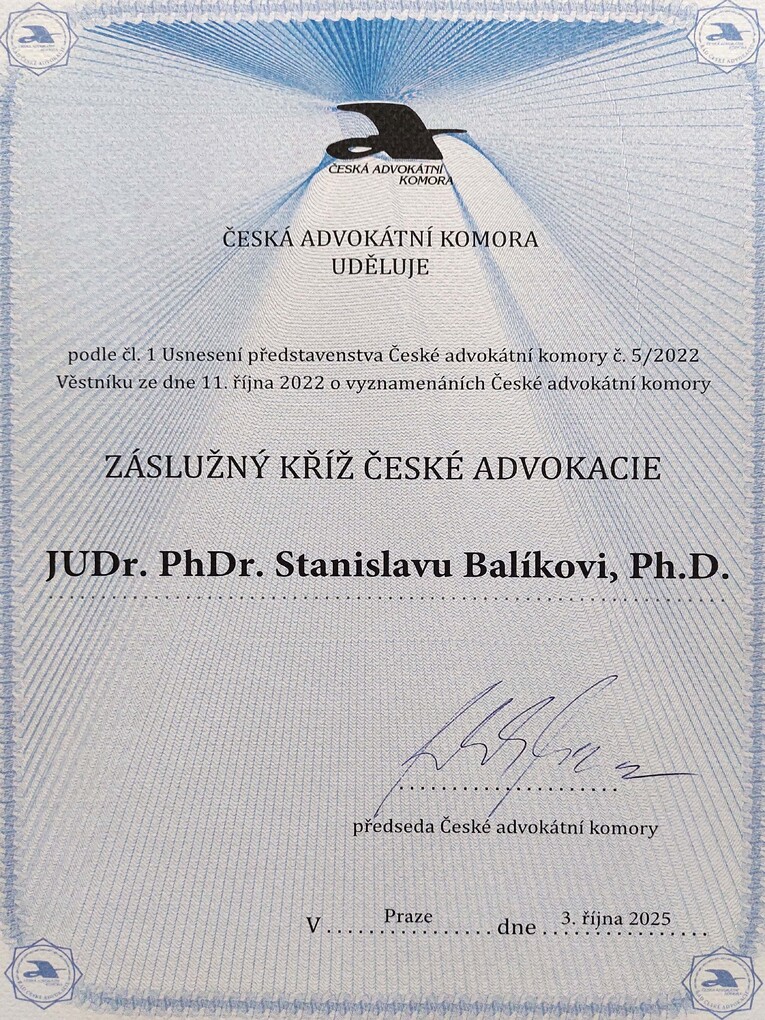 ČESKÁ ADVOKÁTNÍ
KOMORA
ČESKÁ ADVOKÁTNÍ KOMORA
UDĚLUJE
podle čl. 1 Usnesení představenstva České advokátní komory č. 5/2022
Věstníku ze dne 11. října 2022 o vyznamenáních České advokátní komory
ZÁSLUŽNÝ KŘÍŽ ČESKÉ ADVOKACIE
JUDr. PhDr. Stanislavu Balíkovi, Ph.D.
předseda České advokátní komory
V Praze dne 3. října 2025